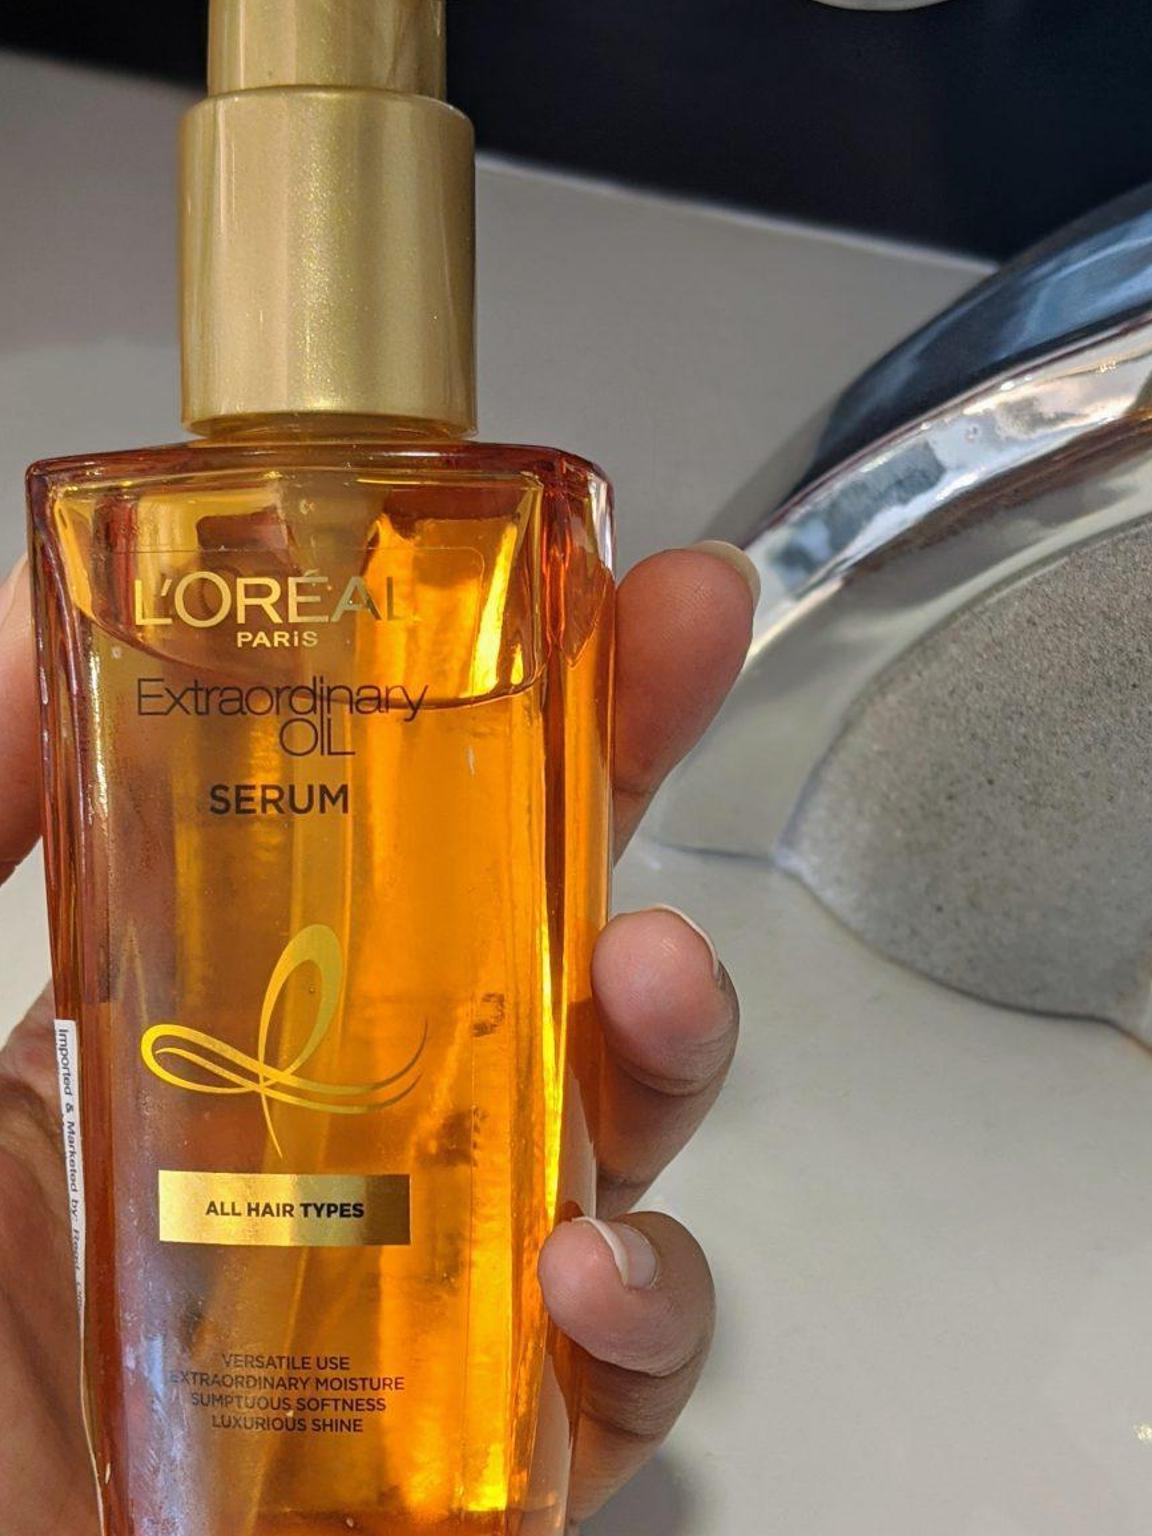 L'ORÉAL
PARIS
Extraordinary
OIL
SERUM
ALL HAIR TYPES
VERSATILE USE
EXTRAORDINARY MOISTURE
SUMPTUOUS SOFTNESS
LUXURIOUS SHINE
Imported & Marketed by: